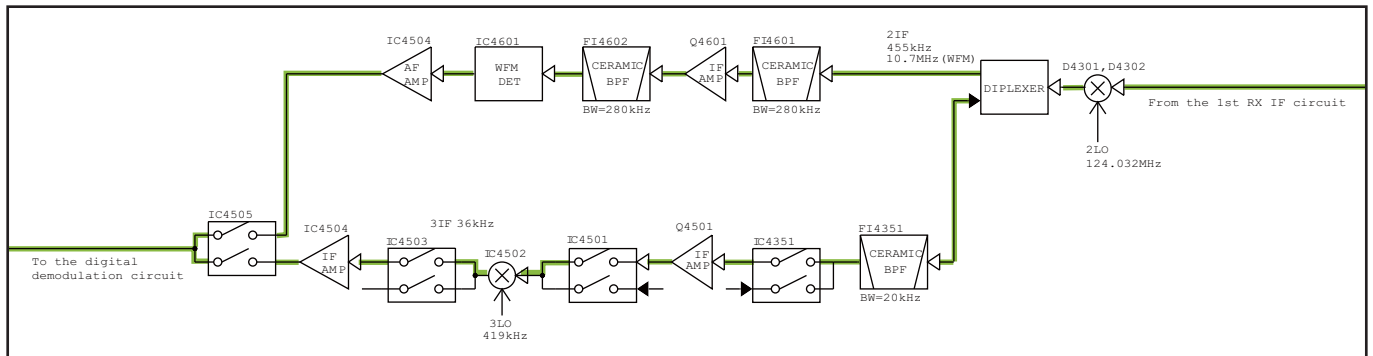 IC4504
IC4601
FI4602
Q4601
FI4601
2IF
455kHz
10.7MHz(WFM)
D4301,D4302
AF
AMP
WFM
DET
CERAMIC
BPF
IF
AMP
CERAMIC
BPF
DIPLEXER
From the 1st RX IF circuit
BW=280kHz
BW=280kHz
2LO
124.032MHz
IC4505
IC4504
3IF 36kHz
IC4503
IC4502
IC4501
Q4501
IC4351
FI4351
IF
AMP
IF
AMP
CERAMIC
BPF
To the digital
demodulation circuit
BW=20kHz
3LO
419kHz